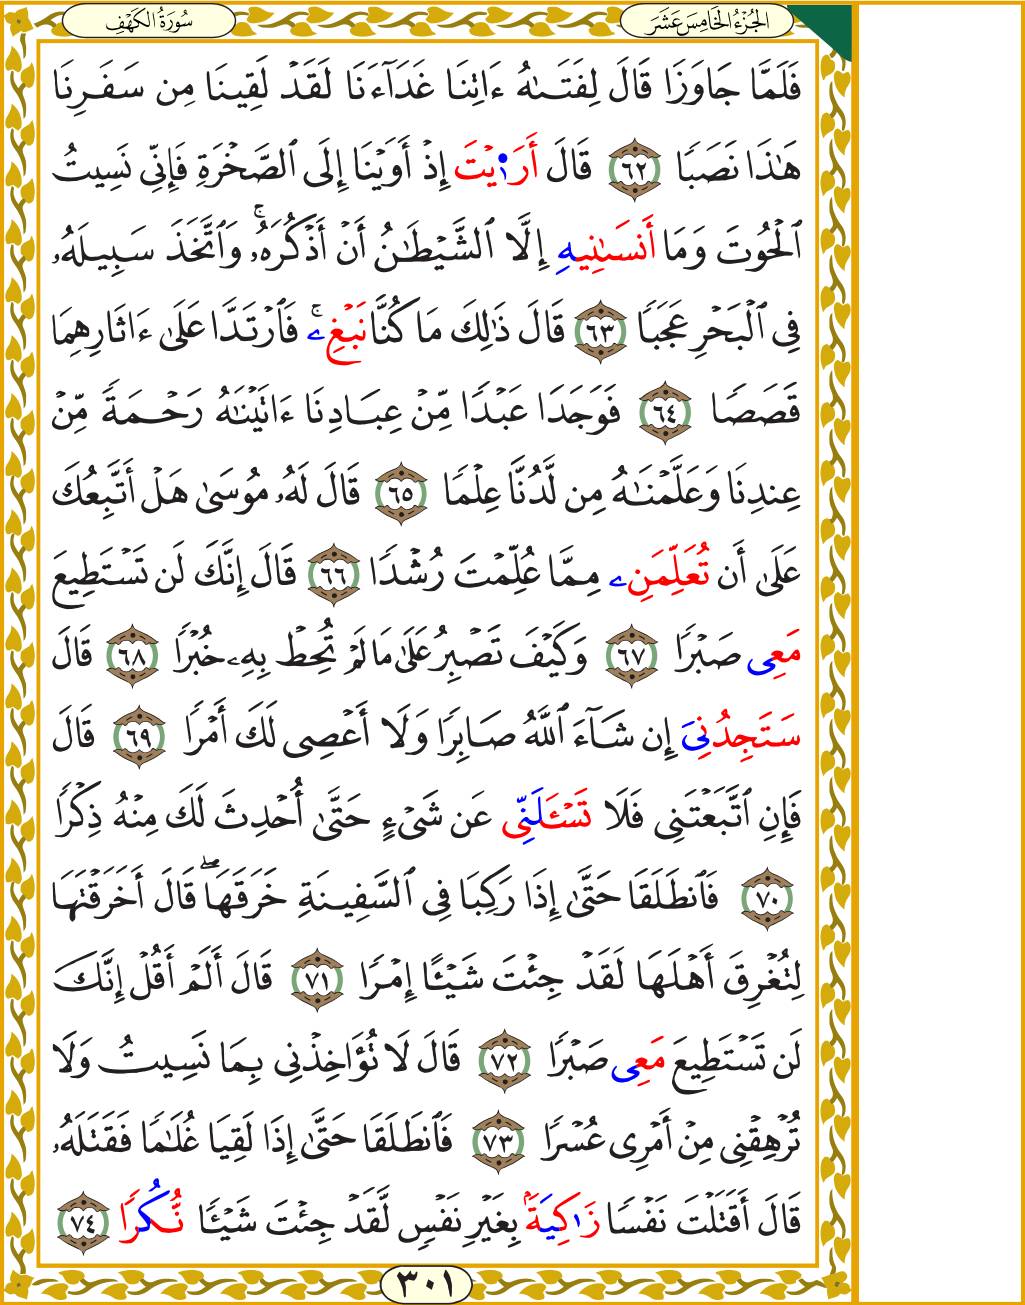 الجُزْءُ الخَامِسَ عَشَرَ
سُورَةُ الكَهْفِ
فَلَمَّا جَاوَزَا قَالَ لِفَتَىٰهُ ءَاتِنَا غَدَآءَنَا لَقَدْ لَقِينَا مِن سَفَرِنَا
هَٰذَا نَصَبًا ٦٢ قَالَ أَرَٰيْتَ إِذْ أَوَيْنَا إِلَى ٱلصَّخْرَةِ فَإِنِّي نَسِيتُ
ٱلْحُوتَ وَمَا أَنسَىٰنِيهِ إِلَّا ٱلشَّيْطَٰنُ أَنْ أَذْكُرَهُۥۚ وَٱتَّخَذَ سَبِيلَهُۥ
فِي ٱلْبَحْرِ عَجَبًا ٦٣ قَالَ ذَٰلِكَ مَا كُنَّا نَبْغِۦۚ فَٱرْتَدَّا عَلَىٰ ءَاثَارِهِمَا
قَصَصًا ٦٤ فَوَجَدَا عَبْدًا مِّنْ عِبَادِنَا ءَاتَيْنَٰهُ رَحْمَةً مِّنْ
عِندِنَا وَعَلَّمْنَٰهُ مِن لَّدُنَّا عِلْمًا ٦٥ قَالَ لَهُۥ مُوسَىٰ هَلْ أَتَّبِعُكَ
عَلَىٰ أَن تُعَلِّمَنِۦ مِمَّا عُلِّمْتَ رُشْدًا ٦٦ قَالَ إِنَّكَ لَن تَسْتَطِيعَ
مَعِى صَبْرًا ٦٧ وَكَيْفَ تَصْبِرُ عَلَىٰ مَا لَمْ تُحِطْ بِهِۦ خُبْرًا ٦٨ قَالَ
سَتَجِدُنِىَ إِن شَآءَ ٱللَّهُ صَابِرًا وَلَا أَعْصِى لَكَ أَمْرًا ٦٩ قَالَ
فَإِنِ ٱتَّبَعْتَنِى فَلَا تَسْـَٔلَنِّى عَن شَىْءٍ حَتَّىٰ أُحْدِثَ لَكَ مِنْهُ ذِكْرًا
٧٠ فَٱنطَلَقَا حَتَّىٰ إِذَا رَكِبَا فِي ٱلسَّفِينَةِ خَرَقَهَاۖ قَالَ أَخَرَقْتَهَا
لِتُغْرِقَ أَهْلَهَا لَقَدْ جِئْتَ شَيْـًٔا إِمْرًا ٧١ قَالَ أَلَمْ أَقُلْ إِنَّكَ
لَن تَسْتَطِيعَ مَعِى صَبْرًا ٧٢ قَالَ لَا تُؤَاخِذْنِى بِمَا نَسِيتُ وَلَا
تُرْهِقْنِى مِنْ أَمْرِى عُسْرًا ٧٣ فَٱنطَلَقَا حَتَّىٰ إِذَا لَقِيَا غُلَٰمًا فَقَتَلَهُۥ
قَالَ أَقَتَلْتَ نَفْسًا زَٰكِيَةًۢ بِغَيْرِ نَفْسٍ لَّقَدْ جِئْتَ شَيْـًٔا نُّكُرًا ٧٤
٣٠١